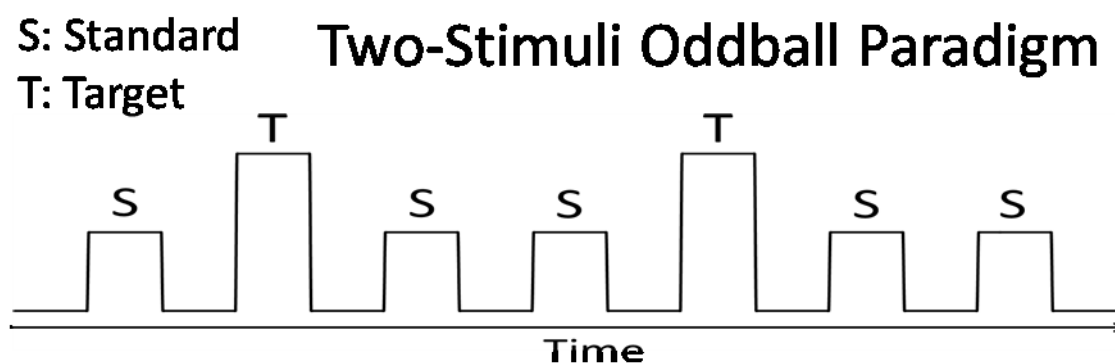 S: Standard
T: Target
Two-Stimuli Oddball Paradigm
T T
S S S S S
Time